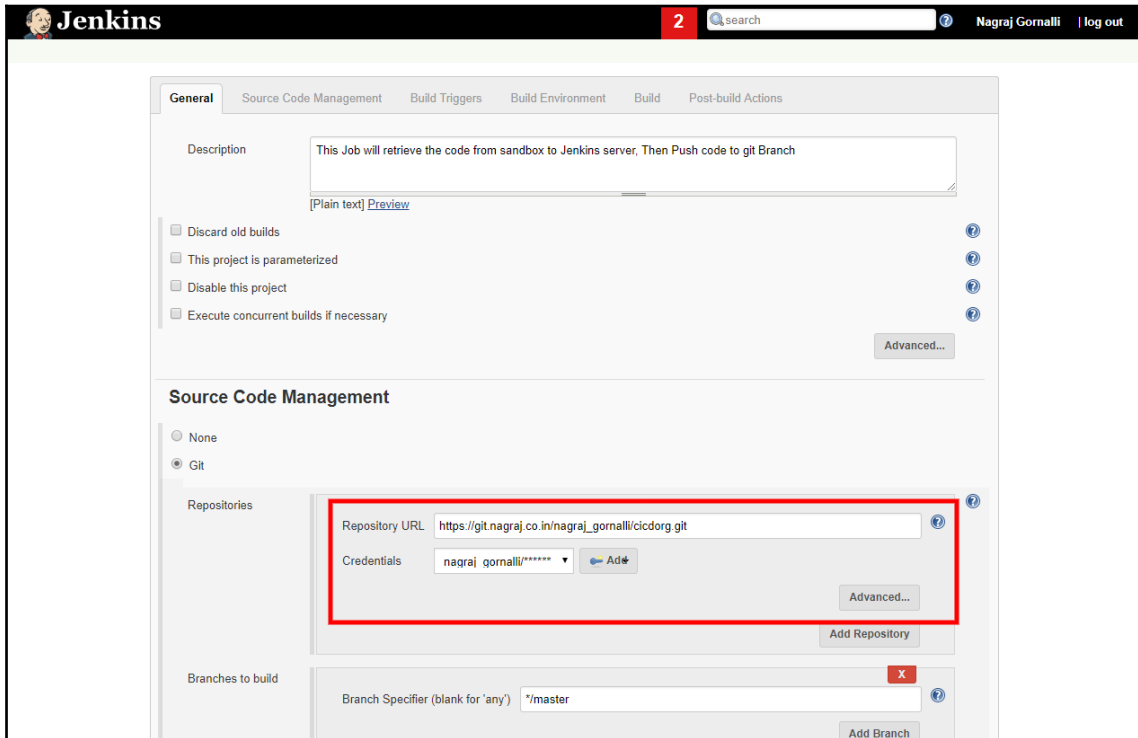 Jenkins 2 search Nagraj Gornalli | log out
General Source Code Management Build Triggers Build Environment Build Post-build Actions
Description This Job will retrieve the code from sandbox to Jenkins server, Then Push code to git Branch
[Plain text] Preview
Discard old builds
This project is parameterized
Disable this project
Execute concurrent builds if necessary
Advanced...
Source Code Management
None
Git
Repositories
Repository URL https://git.nagraj.co.in/nagraj_gornalli/cicdorg.git
Credentials nagraj_gornalli/****** Add
Advanced...
Add Repository
Branches to build X
Branch Specifier (blank for 'any') */master
Add Branch